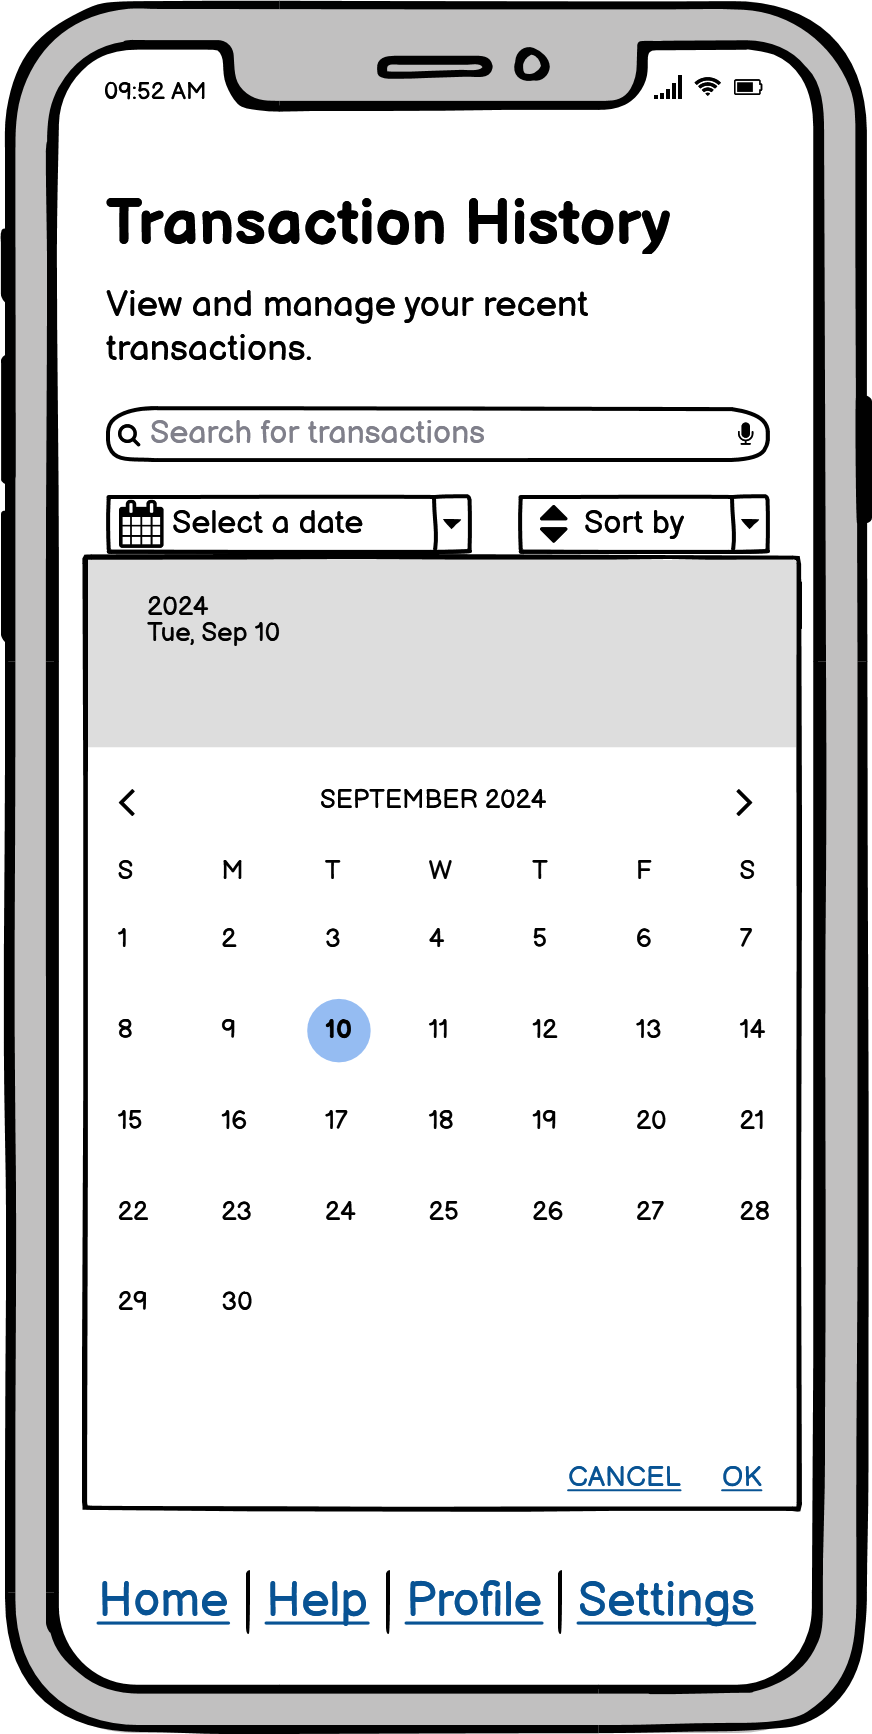 09:52 AM
Transaction History
View and manage your recent
transactions.
Search for transactions
Select a date
Sort by
2024
Tue, Sep 10
SEPTEMBER 2024
S M T W T F S
1 2 3 4 5 6 7
8 9 10 11 12 13 14
15 16 17 18 19 20 21
22 23 24 25 26 27 28
29 30
CANCEL OK
Home | Help | Profile | Settings